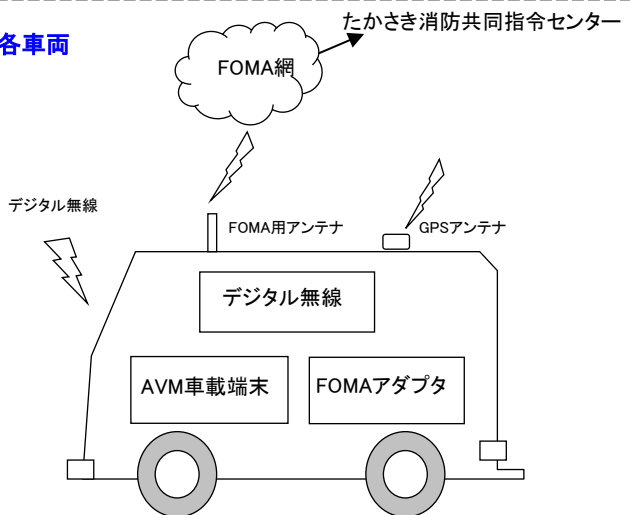 たかさき消防共同指令センター
各車両
FOMA網
デジタル無線
FOMA用アンテナ
GPSアンテナ
デジタル無線
AVM車載端末
FOMAアダプタ